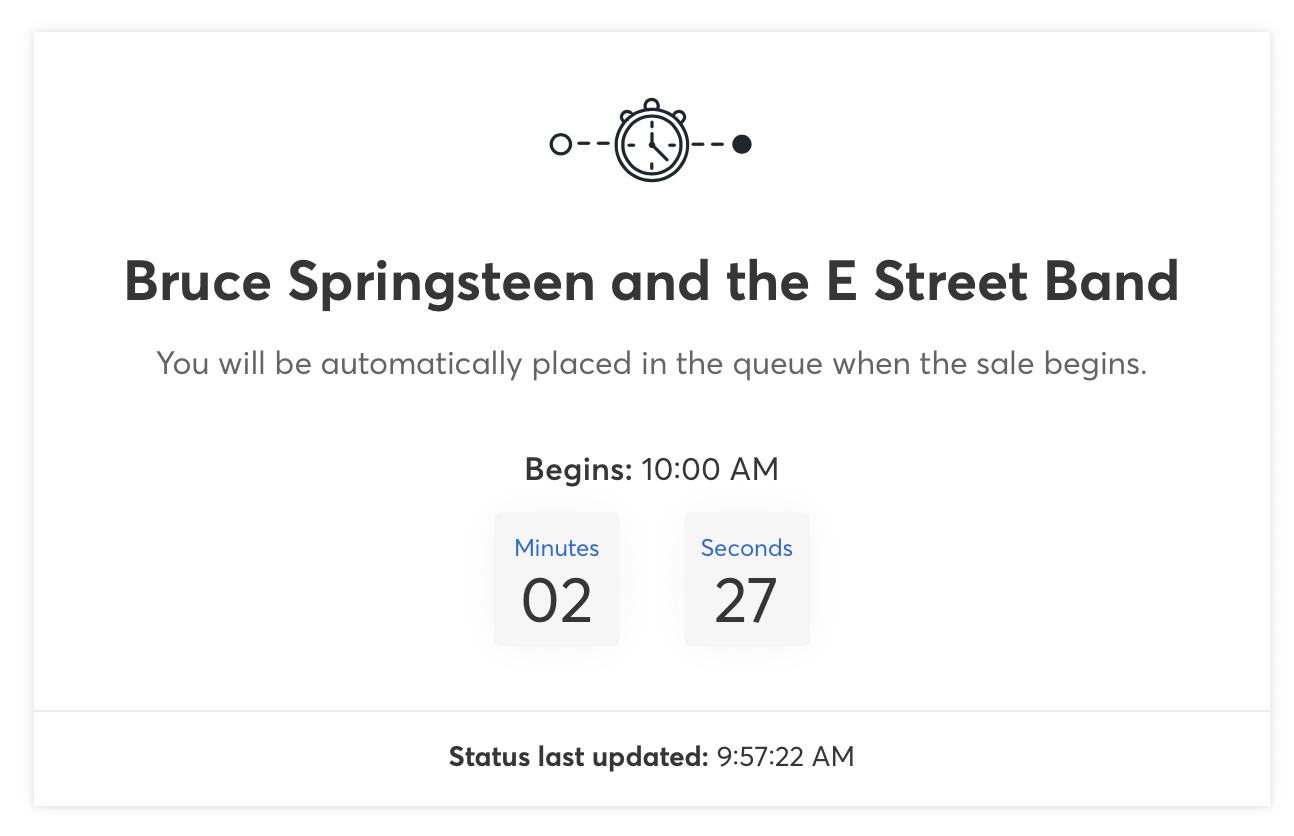 Bruce Springsteen and the E Street Band
You will be automatically placed in the queue when the sale begins.
Begins: 10:00 AM
Minutes Seconds
02 27
Status last updated: 9:57:22 AM